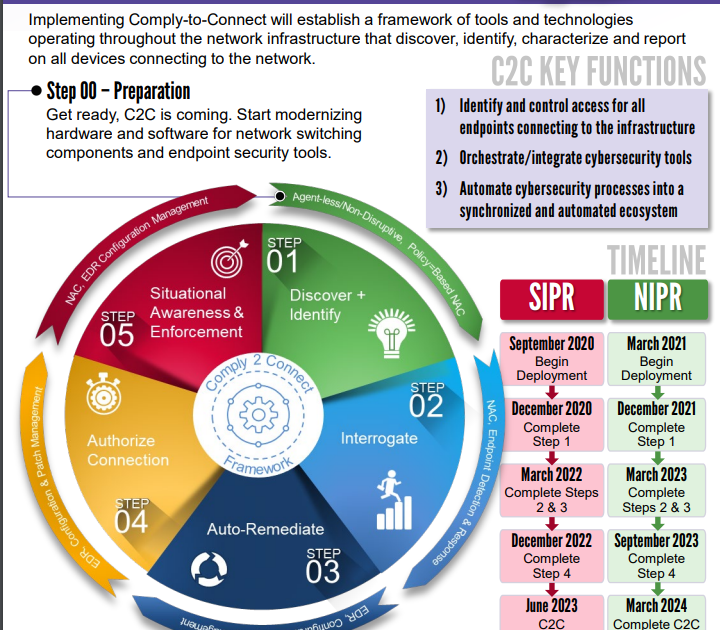 Implementing Comply-to-Connect will establish a framework of tools and technologies
operating throughout the network infrastructure that discover, identify, characterize and report
on all devices connecting to the network.
Step 00 – Preparation
Get ready, C2C is coming. Start modernizing
hardware and software for network switching
components and endpoint security tools.
C2C KEY FUNCTIONS
1) Identify and control access for all
endpoints connecting to the infrastructure
2) Orchestrate/integrate cybersecurity tools
3) Automate cybersecurity processes into a
synchronized and automated ecosystem
Agent-less/Non-Disruptive, Policy=Based NAC
STEP
01
Discover +
Identify
NAC, Endpoint Detection & Response
STEP
02
Interrogate
EDR, Configu
agement
Auto-Remediate
STEP
03
EDR, Configuration & Patch Management
Authorize
Connection
STEP
04
NAC, EDR Configuration Management
Situational
Awareness &
Enforcement
STEP
05
Comply 2 Connect
Framework
TIMELINE
SIPR
September 2020
Begin
Deployment
December 2020
Complete
Step 1
March 2022
Complete Steps
2 & 3
December 2022
Complete
Step 4
June 2023
C2C
NIPR
March 2021
Begin
Deployment
December 2021
Complete
Step 1
March 2023
Complete
Steps 2 & 3
September 2023
Complete
Step 4
March 2024
Complete C2C